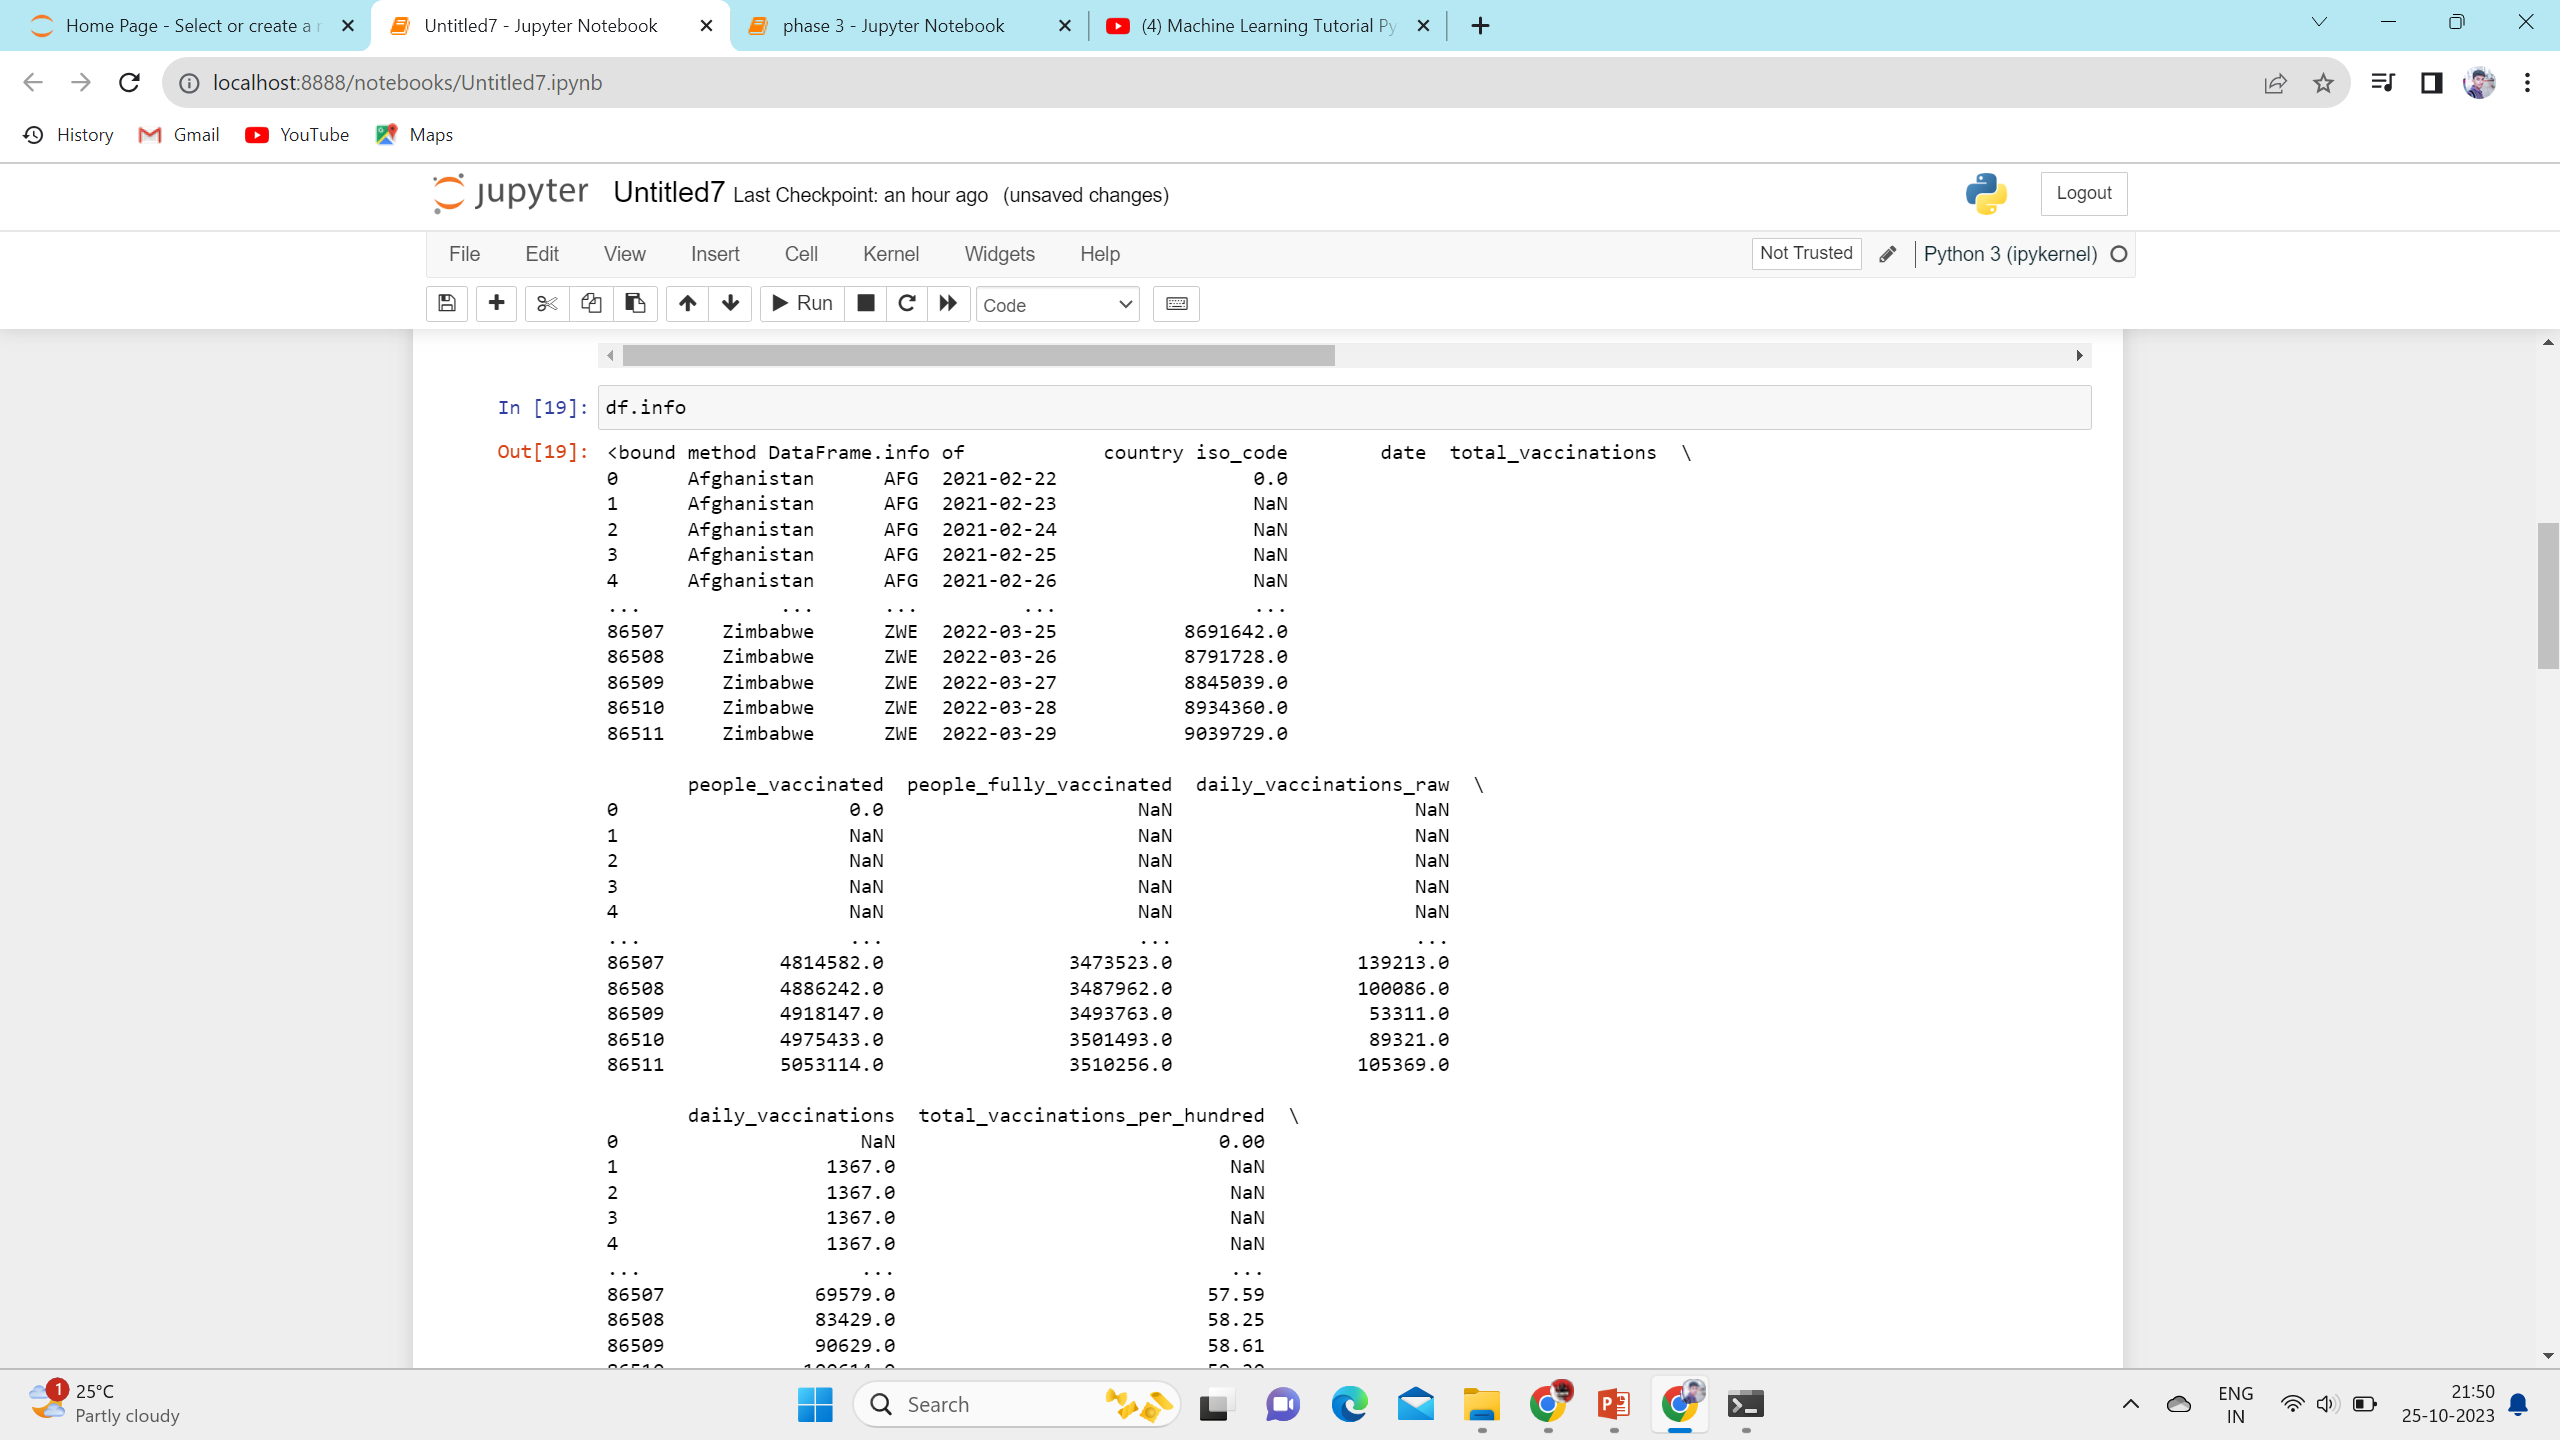 Home Page - Select or create a
Untitled7 - Jupyter Notebook
phase 3 - Jupyter Notebook
(4) Machine Learning Tutorial Py
localhost:8888/notebooks/Untitled7.ipynb
History
Gmail
YouTube
Maps
jupyter Untitled7 Last Checkpoint: an hour ago (unsaved changes)
Logout
File Edit View Insert Cell Kernel Widgets Help
Not Trusted
Python 3 (ipykernel)
Run
Code
In [19]: df.info
Out[19]: <bound method DataFrame.info of            country iso_code        date  total_vaccinations  \
0      Afghanistan      AFG  2021-02-22                 0.0
1      Afghanistan      AFG  2021-02-23                 NaN
2      Afghanistan      AFG  2021-02-24                 NaN
3      Afghanistan      AFG  2021-02-25                 NaN
4      Afghanistan      AFG  2021-02-26                 NaN
...            ...      ...         ...                 ...
86507     Zimbabwe      ZWE  2022-03-25           8691642.0
86508     Zimbabwe      ZWE  2022-03-26           8791728.0
86509     Zimbabwe      ZWE  2022-03-27           8845039.0
86510     Zimbabwe      ZWE  2022-03-28           8934360.0
86511     Zimbabwe      ZWE  2022-03-29           9039729.0
people_vaccinated  people_fully_vaccinated  daily_vaccinations_raw  \
0                    0.0                      NaN                     NaN
1                    NaN                      NaN                     NaN
2                    NaN                      NaN                     NaN
3                    NaN                      NaN                     NaN
4                    NaN                      NaN                     NaN
...                  ...                      ...                     ...
86507          4814582.0                3473523.0                139213.0
86508          4886242.0                3487962.0                100086.0
86509          4918147.0                3493763.0                 53311.0
86510          4975433.0                3501493.0                 89321.0
86511          5053114.0                3510256.0                105369.0
daily_vaccinations  total_vaccinations_per_hundred  \
0                     NaN                            0.00
1                  1367.0                             NaN
2                  1367.0                             NaN
3                  1367.0                             NaN
4                  1367.0                             NaN
...                   ...                             ...
86507             69579.0                           57.59
86508             83429.0                           58.25
86509             90629.0                           58.61
1
25°C
Partly cloudy
Search
ENG
IN
21:50
25-10-2023